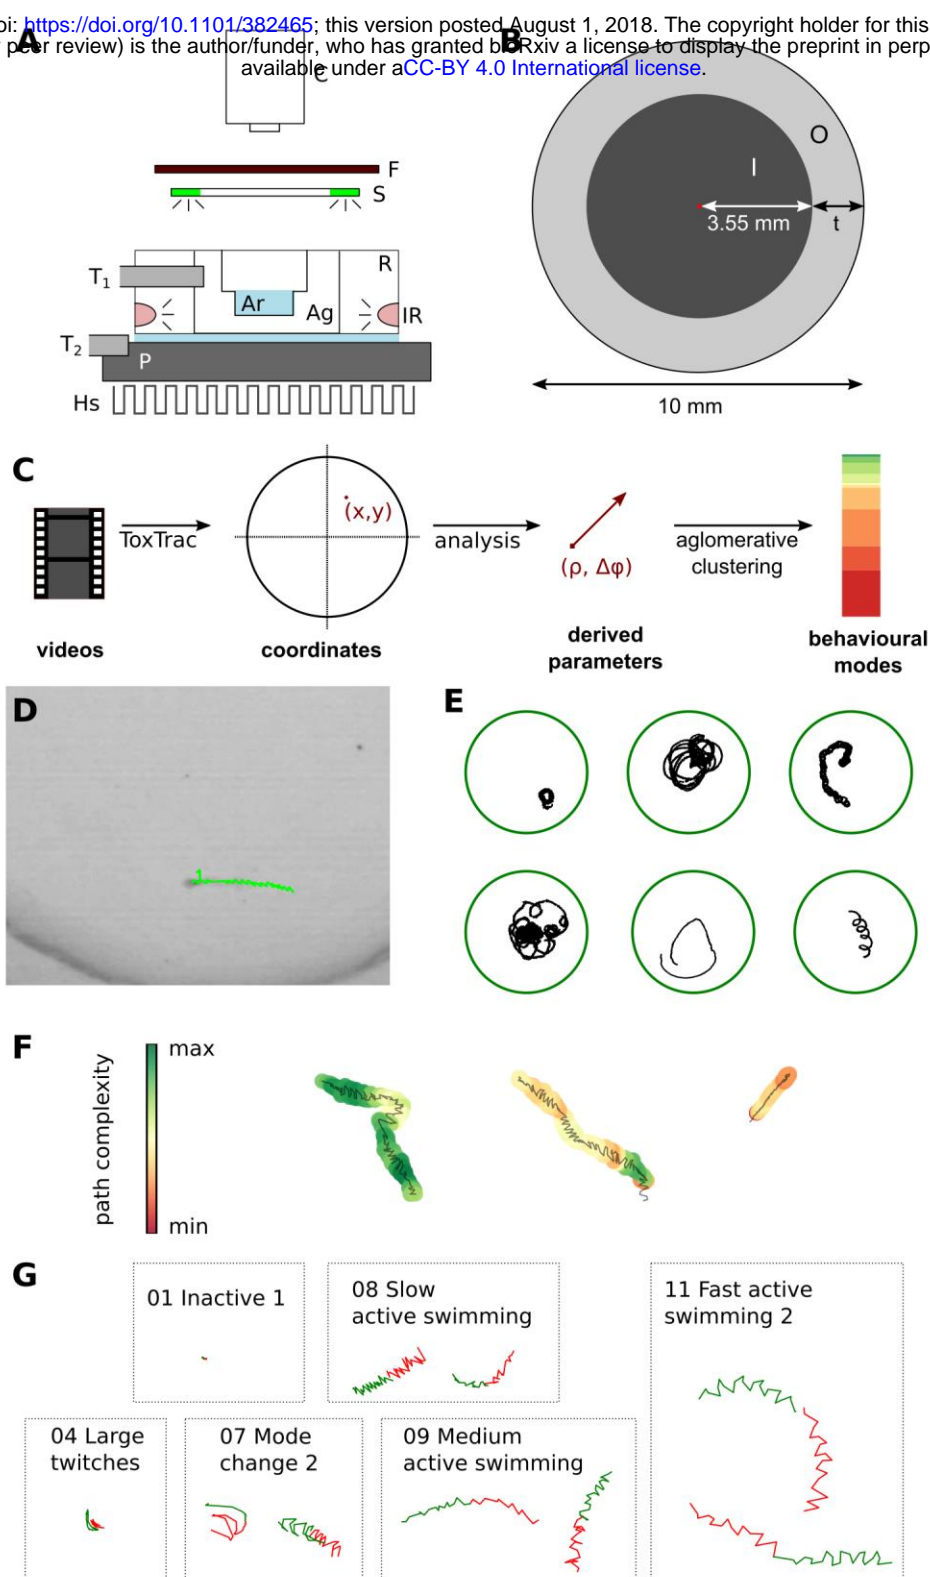 oi: https://doi.org/10.1101/382465; this version posted August 1, 2018. The copyright holder for this
peer review) is the author/funder, who has granted bioRxiv a license to display the preprint in perp
available under aCC-BY 4.0 International license.
A
B
C
F
S
T1
R
Ar
Ag
IR
T2
P
Hs
O
I
3.55 mm
t
10 mm
C
(x,y)
ToxTrac
analysis
(ρ, Δφ)
aglomerative
clustering
videos
coordinates
derived
parameters
behavioural
modes
D
E
F
path complexity
max
min
G
01 Inactive 1
08 Slow
active swimming
11 Fast active
swimming 2
04 Large
twitches
07 Mode
change 2
09 Medium
active swimming